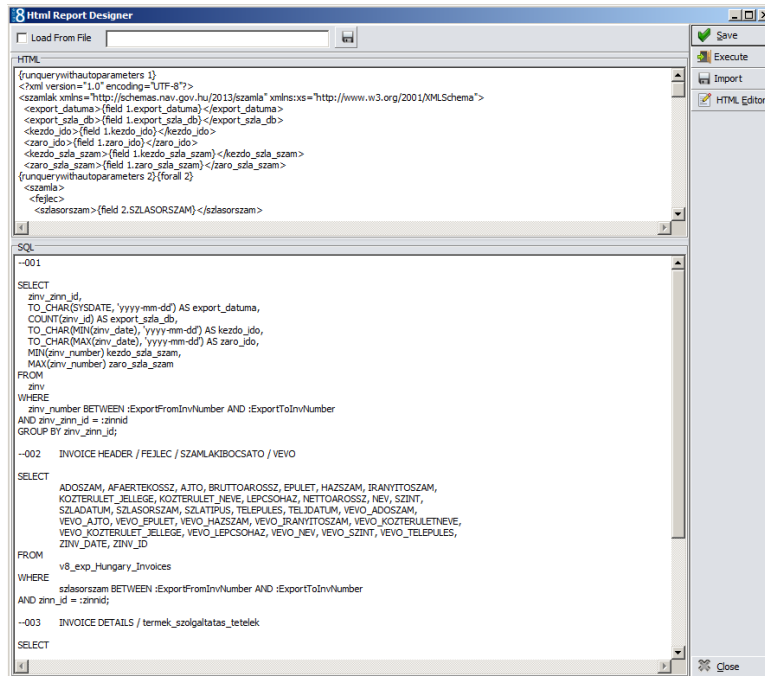 8 Html Report Designer
Load From File
Save
Execute
Import
HTML Editor
HTML
{runquerywithautoparameters 1}
<?xml version="1.0" encoding="UTF-8"?>
<szamlak xmlns="http://schemas.nav.gov.hu/2013/szamla" xmlns:xs="http://www.w3.org/2001/XMLSchema">
<export_datuma>{field 1.export_datuma}</export_datuma>
<export_szla_db>{field 1.export_szla_db}</export_szla_db>
<kezdo_ido>{field 1.kezdo_ido}</kezdo_ido>
<zaro_ido>{field 1.zaro_ido}</zaro_ido>
<kezdo_szla_szam>{field 1.kezdo_szla_szam}</kezdo_szla_szam>
<zaro_szla_szam>{field 1.zaro_szla_szam}</zaro_szla_szam>
{runquerywithautoparameters 2}{forall 2}
<szamla>
<fejlec>
<szlasorszam>{field 2.SZLASORSZAM}</szlasorszam>
SQL
--001
SELECT
zinv_zinn_id,
TO_CHAR(SYSDATE, 'yyyy-mm-dd') AS export_datuma,
COUNT(zinv_id) AS export_szla_db,
TO_CHAR(MIN(zinv_date), 'yyyy-mm-dd') AS kezdo_ido,
TO_CHAR(MAX(zinv_date), 'yyyy-mm-dd') AS zaro_ido,
MIN(zinv_number) kezdo_szla_szam,
MAX(zinv_number) zaro_szla_szam
FROM
zinv
WHERE
zinv_number BETWEEN :ExportFromInvNumber AND :ExportToInvNumber
AND zinv_zinn_id = :zinnid
GROUP BY zinv_zinn_id;
--002 INVOICE HEADER / FEJLEC / SZAMLAKIBOCSATO / VEVO
SELECT
ADOSZAM, AFAERTEKOSSZ, AJTO, BRUTTOAROSSZ, EPULET, HAZSZAM, IRANYITOSZAM,
KOZTERULET_JELLEGE, KOZTERULET_NEVE, LEPCSOHAZ, NETTOAROSSZ, NEV, SZINT,
SZLADATUM, SZLASORSZAM, SZLATIPUS, TELEPULES, TELJDATUM, VEVO_ADOSZAM,
VEVO_AJTO, VEVO_EPULET, VEVO_HAZSZAM, VEVO_IRANYITOSZAM, VEVO_KOZTERULETNEVE,
VEVO_KOZTERULET_JELLEGE, VEVO_LEPCSOHAZ, VEVO_NEV, VEVO_SZINT, VEVO_TELEPULES,
ZINV_DATE, ZINV_ID
FROM
v8_exp_Hungary_Invoices
WHERE
szlasorszam BETWEEN :ExportFromInvNumber AND :ExportToInvNumber
AND zinn_id = :zinnid;
--003 INVOICE DETAILS / termek_szolgaltatas_tetelek
SELECT
Close